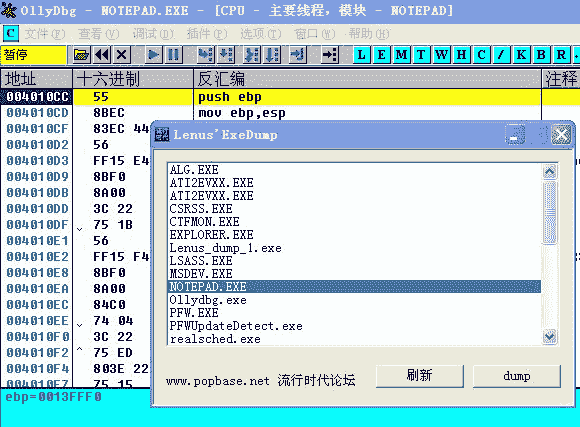 OllyDbg - NOTEPAD.EXE - [CPU - 主要线程，模块 - NOTEPAD]
C 文件(F) 查看(V) 调试(D) 插件(P) 选项(T) 窗口(W) 帮助(H)
暂停 L E M T W H C / K B R
地址 十六进制 反汇编 注释
004010CC 55 push ebp
004010CD 8BEC mov ebp,esp
004010CF 83EC 44
004010D2 56
004010D3 FF15 E4
004010D9 8BF0
004010DB 8A00
004010DD 3C 22
004010DF 75 1B
004010E1 56
004010E2 FF15 F4
004010E8 8BF0
004010EA 8A00
004010EC 84C0
004010EE 74 04
004010F0 3C 22
004010F2 75 ED
004010F4 803E 22
004010F7 75 15
ebp=0013FFF0
Lenus'ExeDump
ALG.EXE
ATI2EVXX.EXE
ATI2EVXX.EXE
CSRSS.EXE
CTFMON.EXE
EXPLORER.EXE
Lenus_dump_1.exe
LSASS.EXE
MSDEV.EXE
NOTEPAD.EXE
Ollydbg.exe
PFW.EXE
PFWUpdateDetect.exe
realsched.exe
www.popbase.net 流行时代论坛 刷新 dump